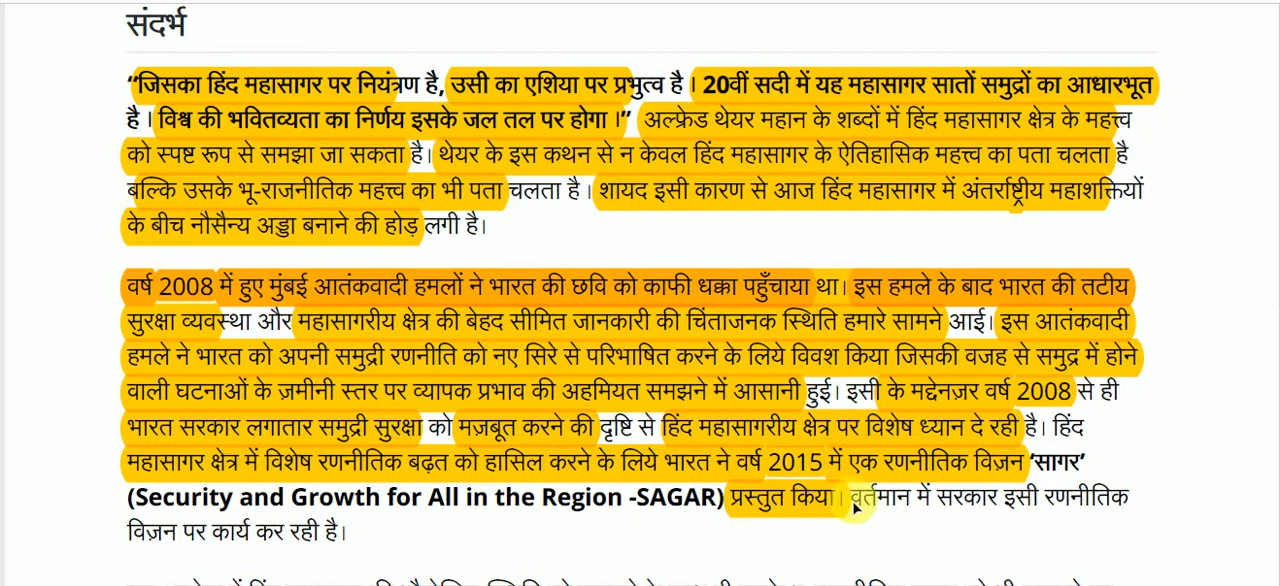 संदर्भ
“जिसका हिंद महासागर पर नियंत्रण है, उसी का एशिया पर प्रभुत्व है । 20वीं सदी में यह महासागर सातों समुद्रों का आधारभूत
है । विश्व की भवितव्यता का निर्णय इसके जल तल पर होगा ।” अल्फ्रेड थेयर महान के शब्दों में हिंद महासागर क्षेत्र के महत्त्व
को स्पष्ट रूप से समझा जा सकता है। थेयर के इस कथन से न केवल हिंद महासागर के ऐतिहासिक महत्त्व का पता चलता है
बल्कि उसके भू-राजनीतिक महत्त्व का भी पता चलता है। शायद इसी कारण से आज हिंद महासागर में अंतर्राष्ट्रीय महाशक्तियों
के बीच नौसैन्य अड्डा बनाने की होड़ लगी है।
वर्ष 2008 में हुए मुंबई आतंकवादी हमलों ने भारत की छवि को काफी धक्का पहुँचाया था। इस हमले के बाद भारत की तटीय
सुरक्षा व्यवस्था और महासागरीय क्षेत्र की बेहद सीमित जानकारी की चिंताजनक स्थिति हमारे सामने आई। इस आतंकवादी
हमले ने भारत को अपनी समुद्री रणनीति को नए सिरे से परिभाषित करने के लिये विवश किया जिसकी वजह से समुद्र में होने
वाली घटनाओं के ज़मीनी स्तर पर व्यापक प्रभाव की अहमियत समझने में आसानी हुई। इसी के मद्देनज़र वर्ष 2008 से ही
भारत सरकार लगातार समुद्री सुरक्षा को मज़बूत करने की दृष्टि से हिंद महासागरीय क्षेत्र पर विशेष ध्यान दे रही है। हिंद
महासागर क्षेत्र में विशेष रणनीतिक बढ़त को हासिल करने के लिये भारत ने वर्ष 2015 में एक रणनीतिक विज़न ‘सागर’
(Security and Growth for All in the Region -SAGAR) प्रस्तुत किया। वर्तमान में सरकार इसी रणनीतिक
विज़न पर कार्य कर रही है।